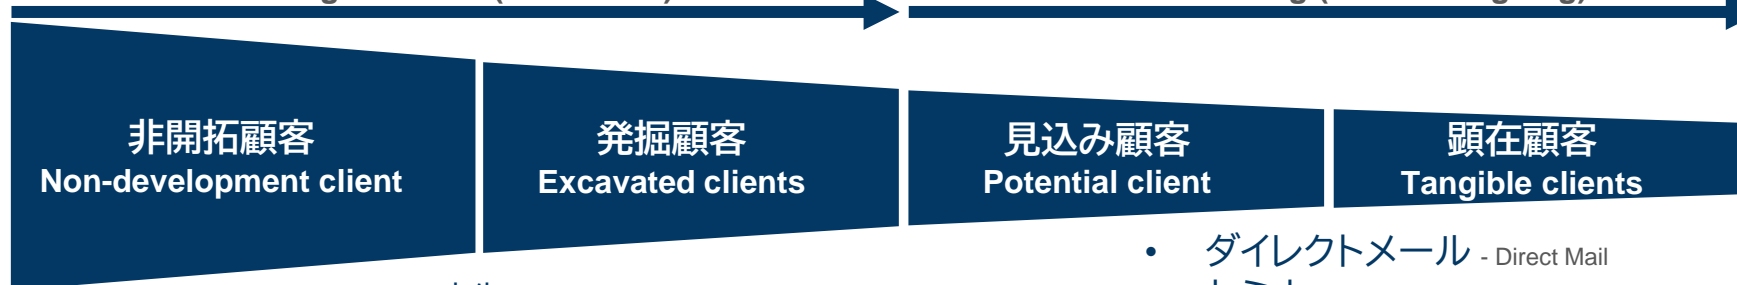 非開拓顧客
Non-development client
発掘顧客
Excavated clients
見込み顧客
Potential client
顕在顧客
Tangible clients
• ダイレクトメール - Direct Mail